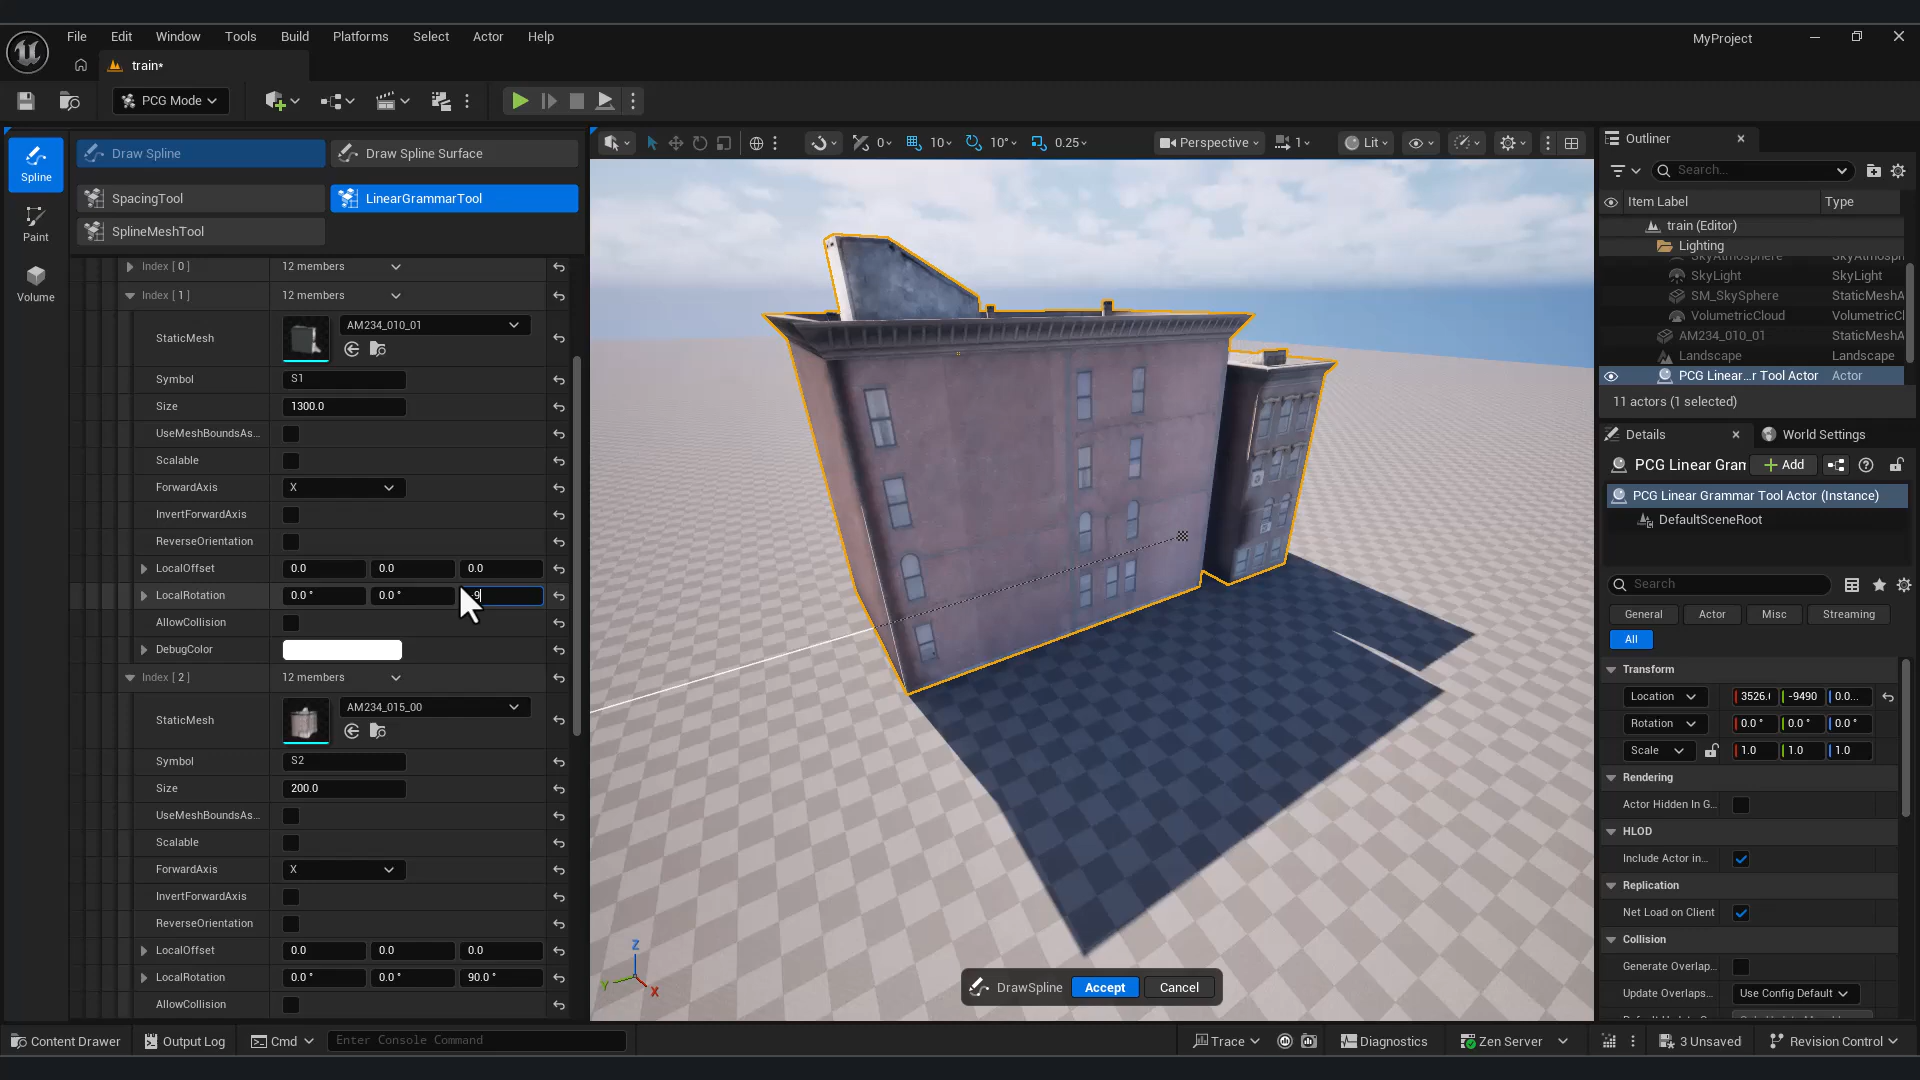 File Edit Window Tools Build Platforms Select Actor Help
MyProject
train*
PCG Mode
Draw Spline
Draw Spline Surface
Spline
SpacingTool
LinearGrammarTool
Paint
SplineMeshTool
Volume
Index [ 0 ] 12 members
Index [ 1 ] 12 members
StaticMesh AM234_010_01
Symbol S1
Size 1300.0
UseMeshBoundsAs...
Scalable
ForwardAxis X
InvertForwardAxis
ReverseOrientation
LocalOffset 0.0 0.0 0.0
LocalRotation 0.0 ° 0.0 ° -9
AllowCollision
DebugColor
Index [ 2 ] 12 members
StaticMesh AM234_015_00
Symbol S2
Size 200.0
UseMeshBoundsAs...
Scalable
ForwardAxis X
InvertForwardAxis
ReverseOrientation
LocalOffset 0.0 0.0 0.0
LocalRotation 0.0 ° 0.0 ° 90.0 °
AllowCollision
0 10 10° 0.25
Perspective 1 Lit
Z
Y
X
DrawSpline Accept Cancel
Outliner
Search...
Item Label Type
train (Editor)
Lighting
SkyAtmosphere SkyAtmosph
SkyLight SkyLight
SM_SkySphere StaticMeshA
VolumetricCloud VolumetricCl
AM234_010_01 StaticMeshA
Landscape Landscape
PCG Linear...r Tool Actor Actor
11 actors (1 selected)
Details
World Settings
PCG Linear Gran
Add
PCG Linear Grammar Tool Actor (Instance)
DefaultSceneRoot
Search
General Actor Misc Streaming
All
Transform
Location 3526.( -9490 0.0...
Rotation 0.0 ° 0.0 ° 0.0 °
Scale 1.0 1.0 1.0
Rendering
Actor Hidden In G...
HLOD
Include Actor in...
Replication
Net Load on Client
Collision
Generate Overlap...
Update Overlaps... Use Config Default
Content Drawer
Output Log
Cmd
Enter Console Command
Trace
Diagnostics
Zen Server
3 Unsaved
Revision Control